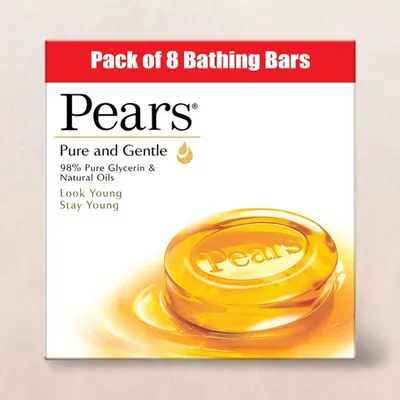 Pack of 8 Bathing Bars
Pears®
Pure and Gentle
98% Pure Glycerin &
Natural Oils
Look Young
Stay Young
Pears